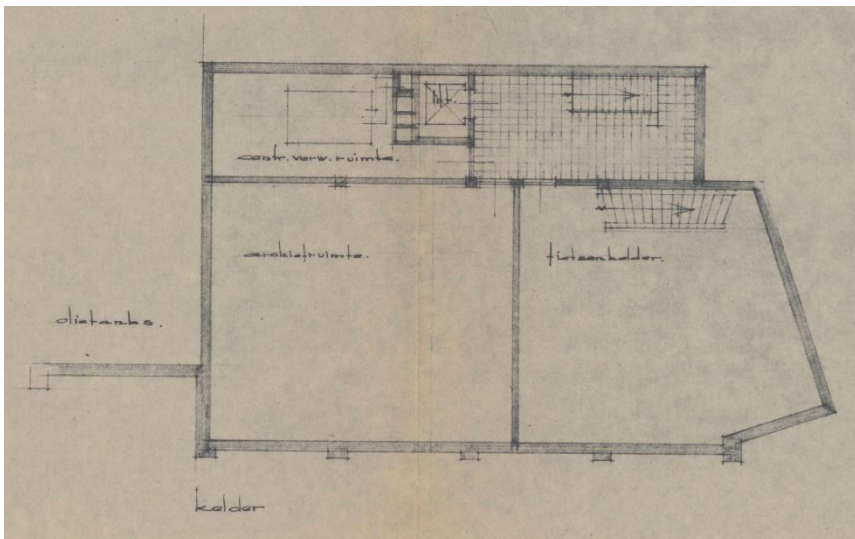 lift.
centr. verw. ruimte.
archiefruimte.
fietsenkelder.
olietanks.
kelder